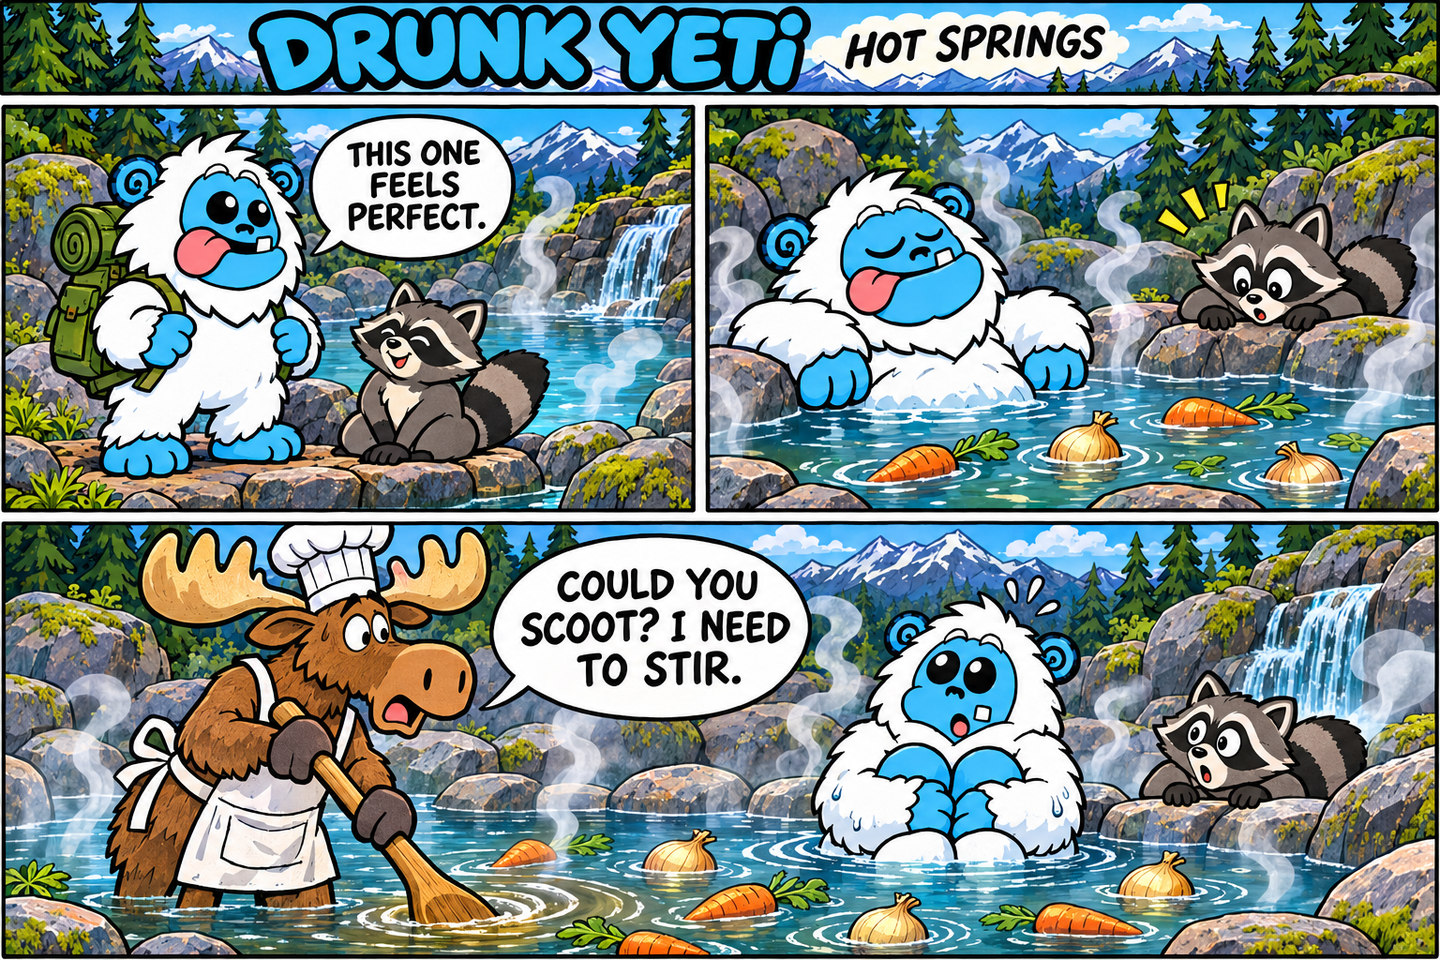 DRUNK YETi
HOT SPRINGS
THIS ONE
FEELS
PERFECT.
COULD YOU
SCOOT? I NEED
TO STIR.